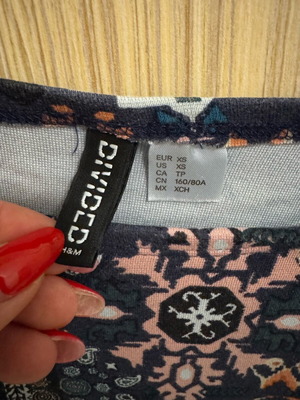 DIVIDED
H&M
EUR XS
US XS
CA TP
CN 160/80A
MX XCH